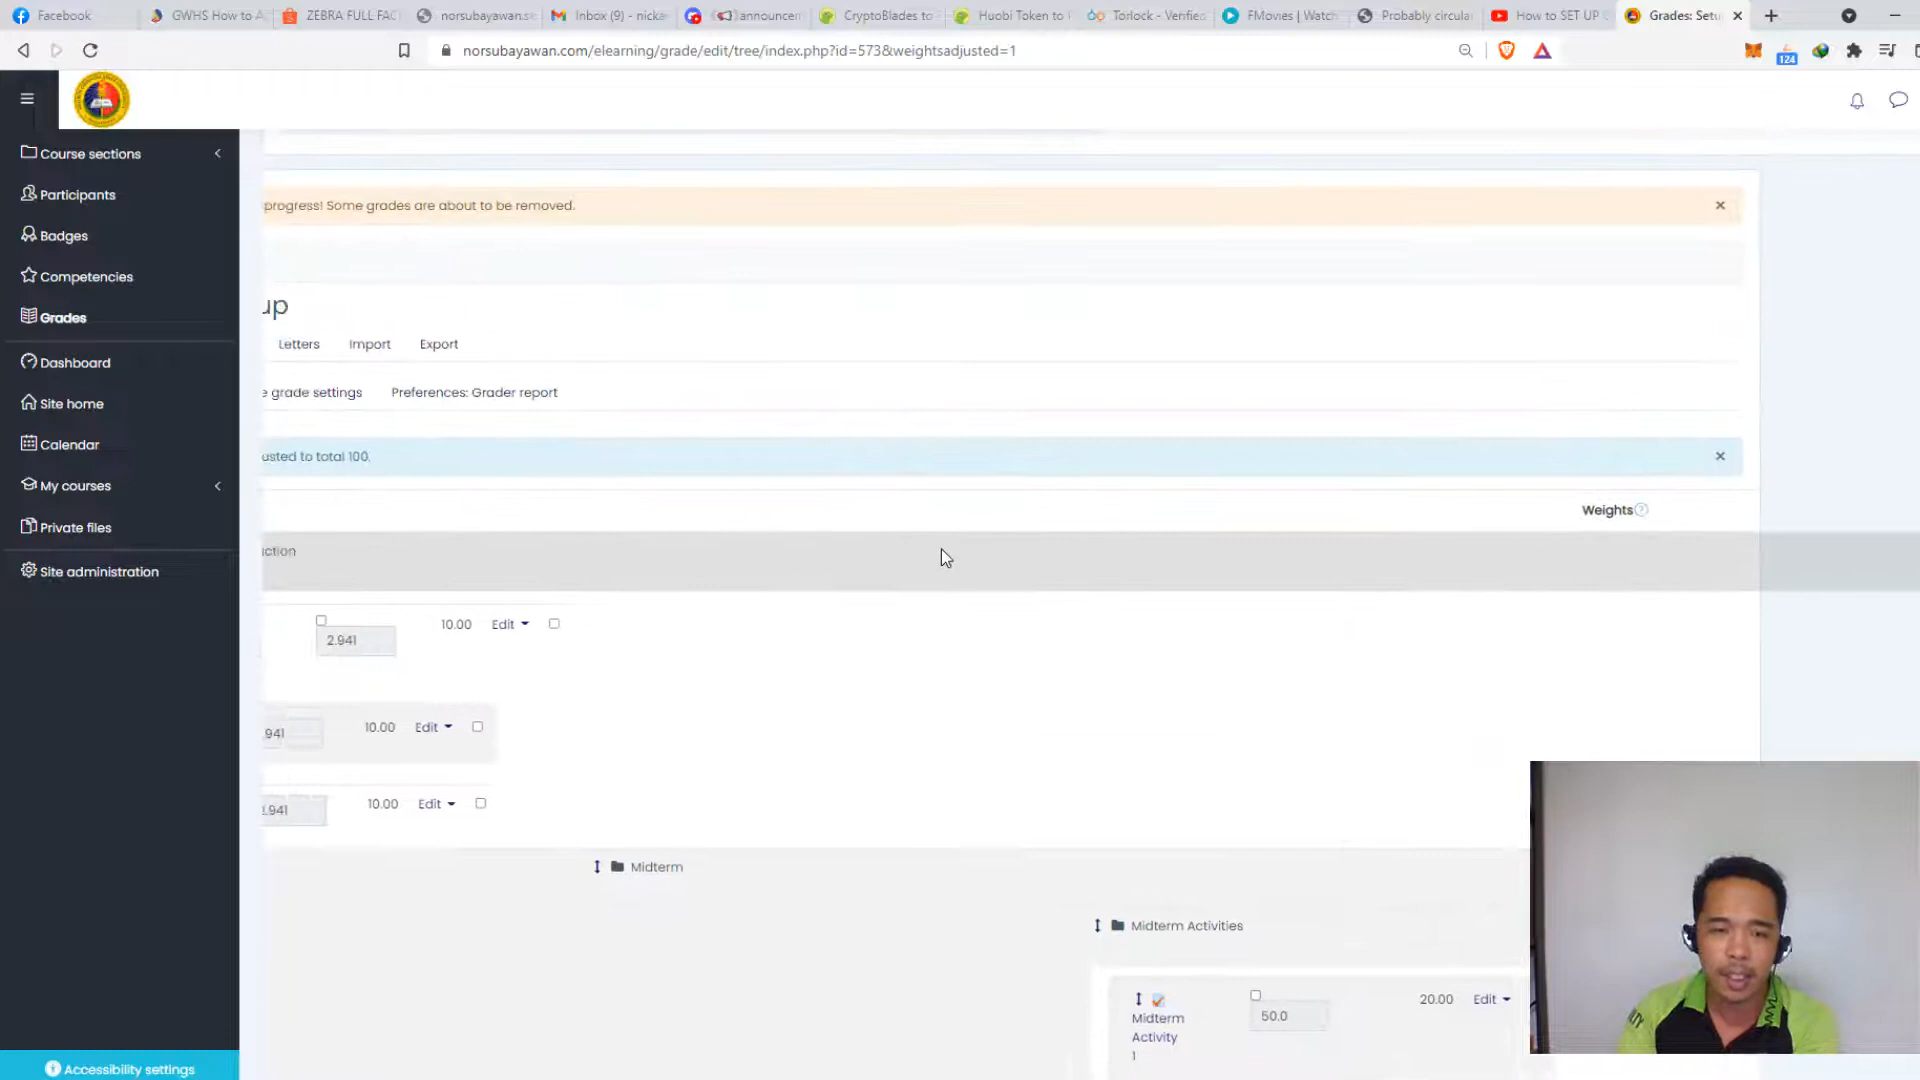 Facebook
GWHS How to A
ZEBRA FULL FAC
norsubayawan.se
Inbox (9) - nicka
announcem
CryptoBlades to
Huobi Token to
Torlock - Verifie
FMovies | Watch
Probably circula
How to SET UP
Grades: Setu
norsubayawan.com/elearning/grade/edit/tree/index.php?id=573&weightsadjusted=1
124
Course sections
Participants
Badges
Competencies
Grades
Dashboard
Site home
Calendar
My courses
Private files
Site administration
Accessibility settings
progress! Some grades are about to be removed.
up
Letters Import Export
e grade settings Preferences: Grader report
usted to total 100.
Weights
uction
2.941 10.00 Edit
.941 10.00 Edit
.941 10.00 Edit
Midterm
Midterm Activities
Midterm Activity 1 50.0 20.00 Edit